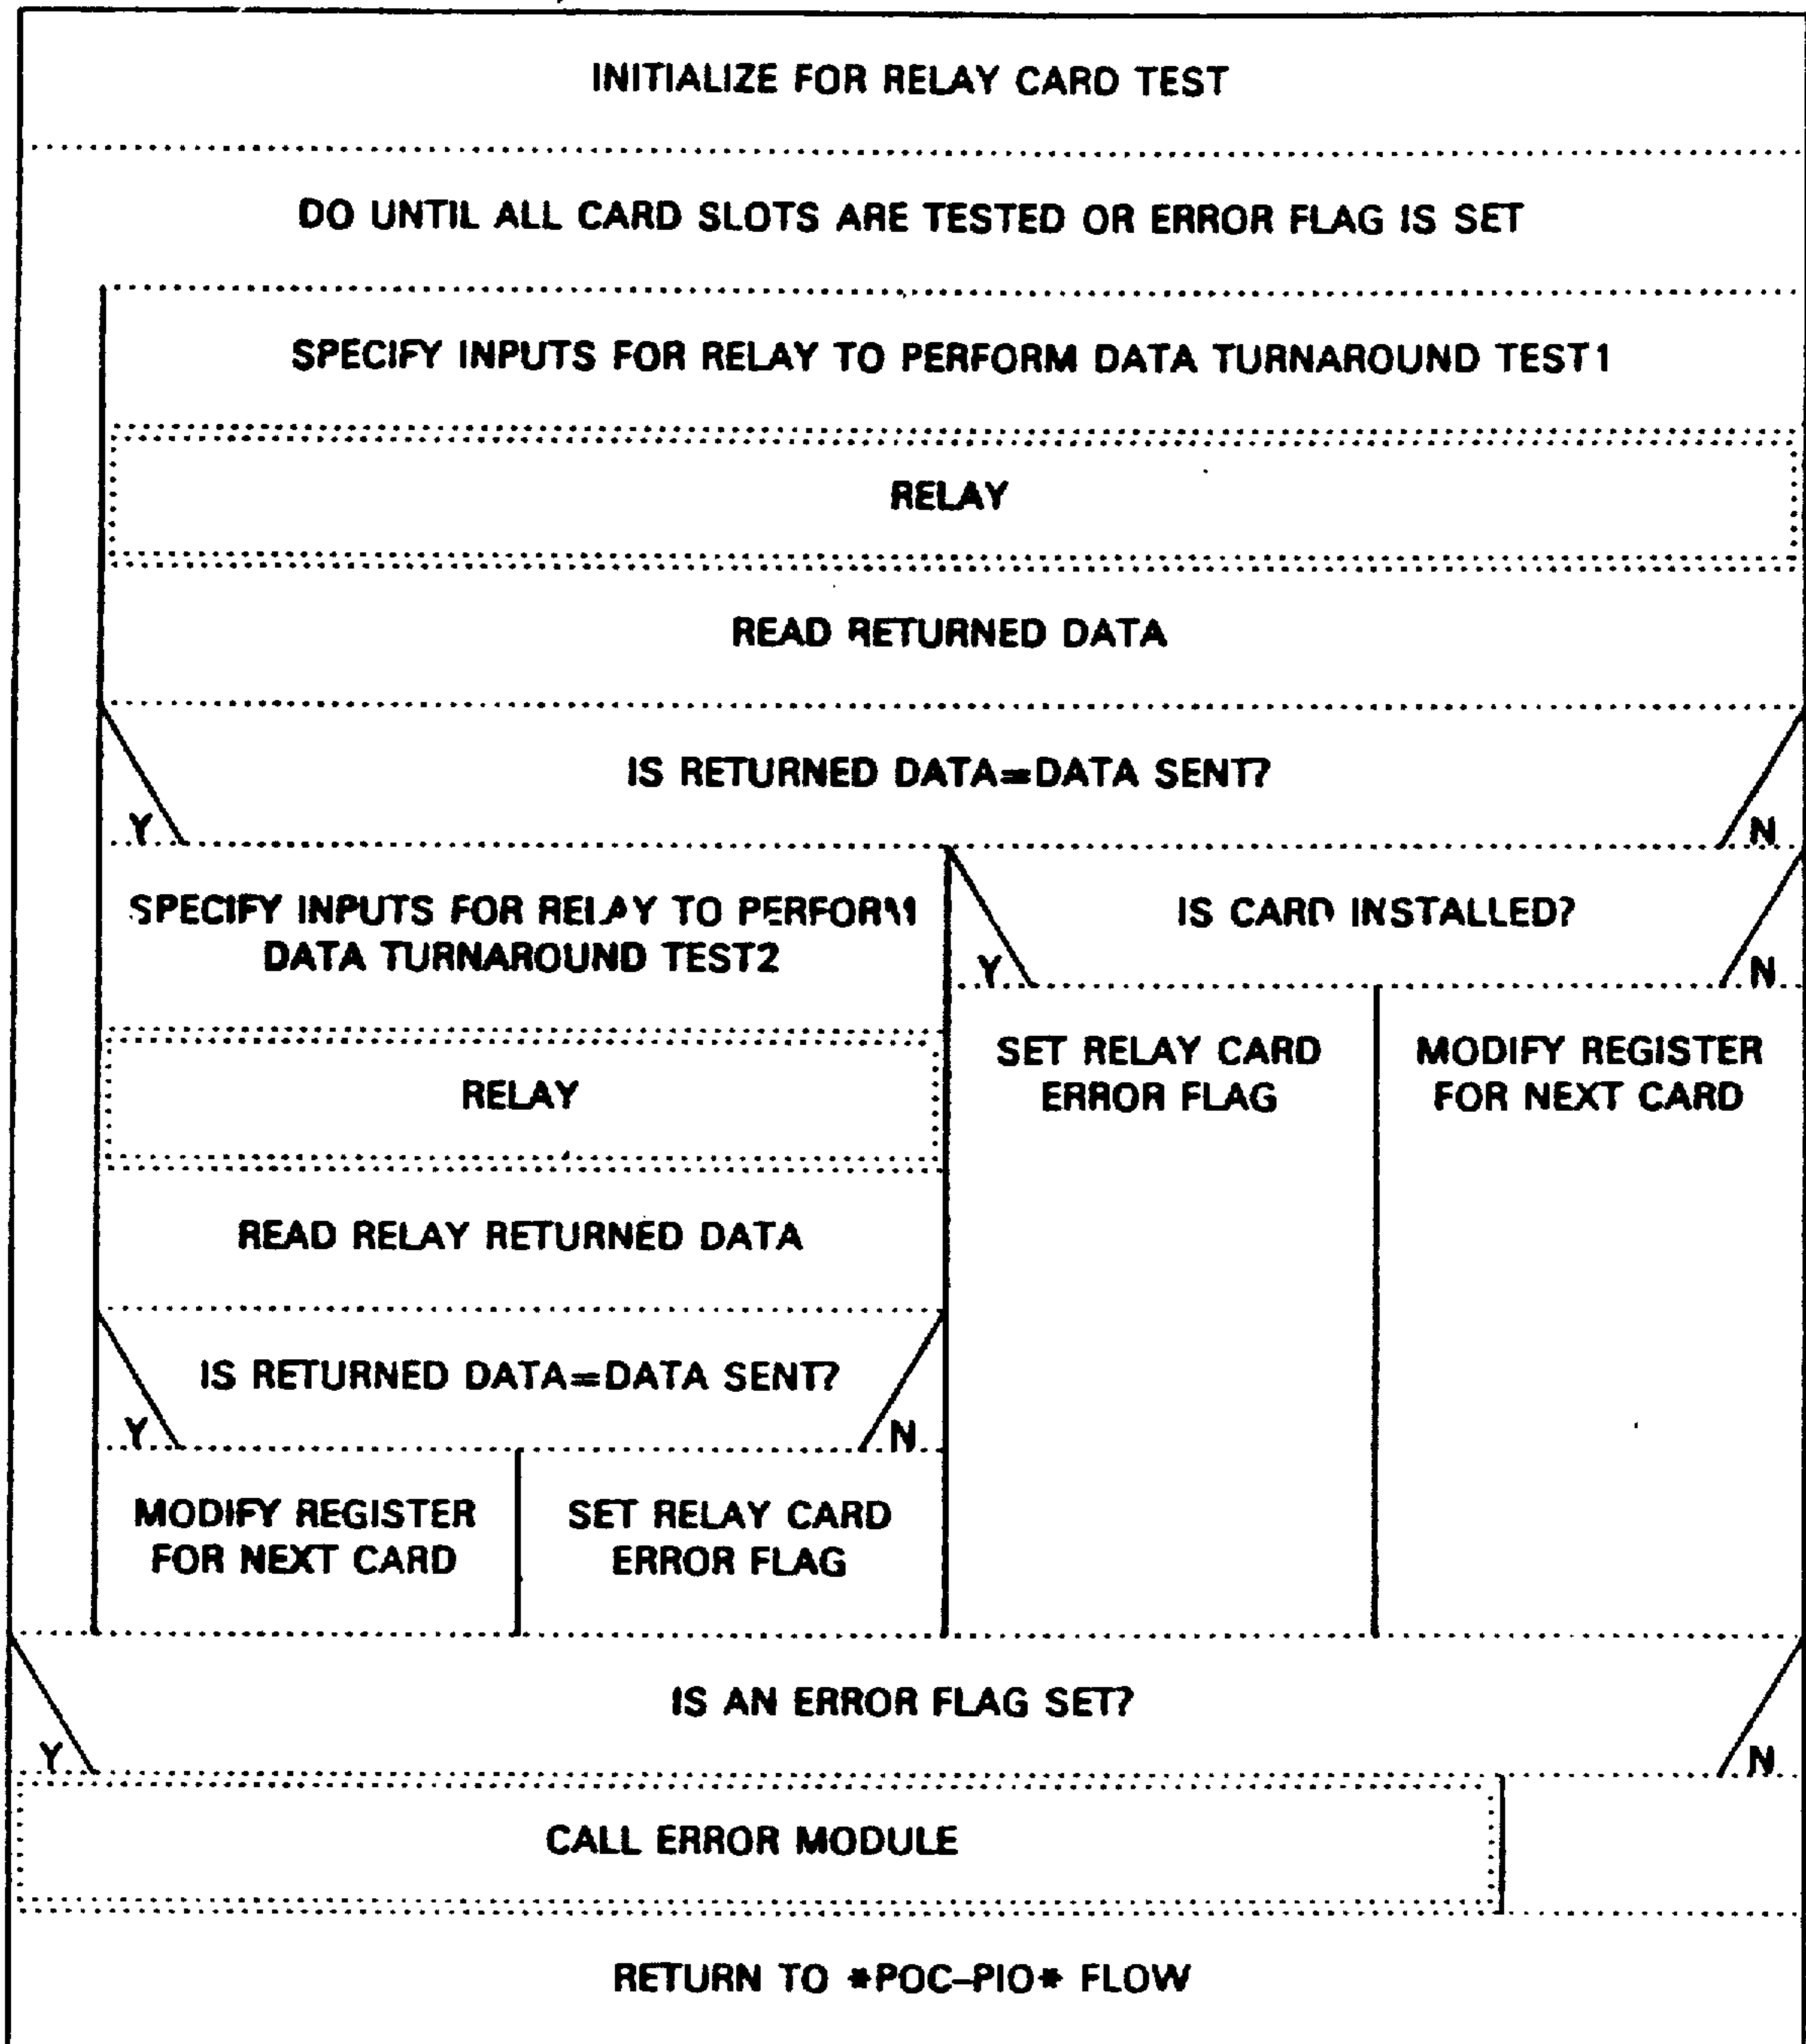 INITIALIZE FOR RELAY CARD TEST
DO UNTIL ALL CARD SLOTS ARE TESTED OR ERROR FLAG IS SET
SPECIFY INPUTS FOR RELAY TO PERFORM DATA TURNAROUND TEST1
RELAY
READ RETURNED DATA
IS RETURNED DATA=DATA SENT?
Y
N
SPECIFY INPUTS FOR RELAY TO PERFORM
DATA TURNAROUND TEST2
RELAY
READ RELAY RETURNED DATA
IS RETURNED DATA=DATA SENT?
Y
N
MODIFY REGISTER
FOR NEXT CARD
SET RELAY CARD
ERROR FLAG
IS CARD INSTALLED?
Y
N
SET RELAY CARD
ERROR FLAG
MODIFY REGISTER
FOR NEXT CARD
IS AN ERROR FLAG SET?
Y
N
CALL ERROR MODULE
RETURN TO *POC-PIO* FLOW